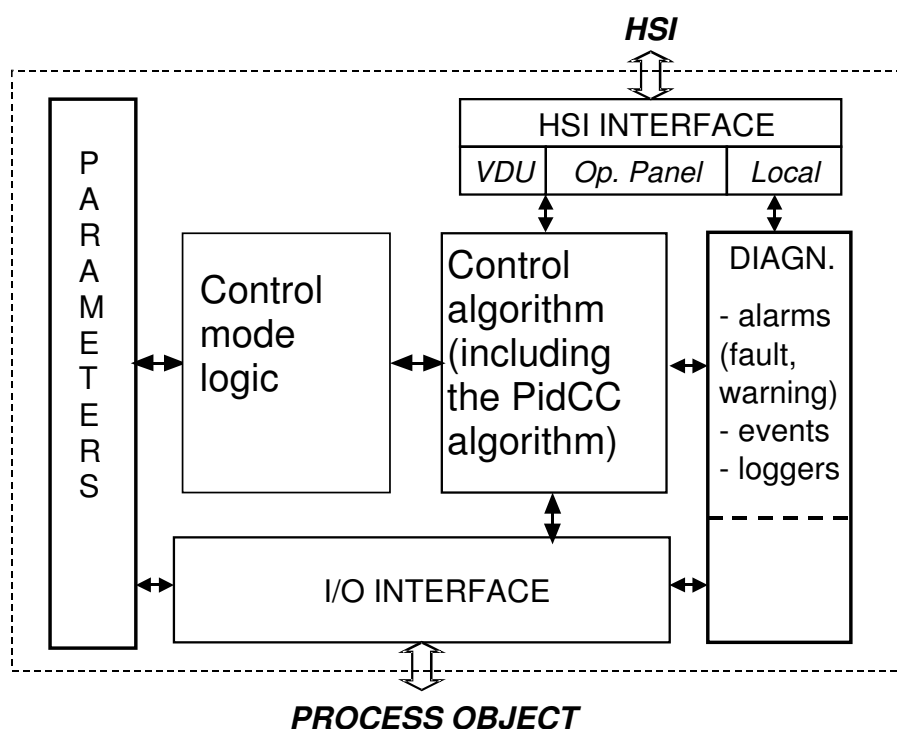 HSI
HSI INTERFACE
VDU Op. Panel Local
P
A
R
A
M
E
T
E
R
S
Control
mode
logic
Control
algorithm
(including
the PidCC
algorithm)
DIAGN.
- alarms
(fault,
warning)
- events
- loggers
I/O INTERFACE
PROCESS OBJECT